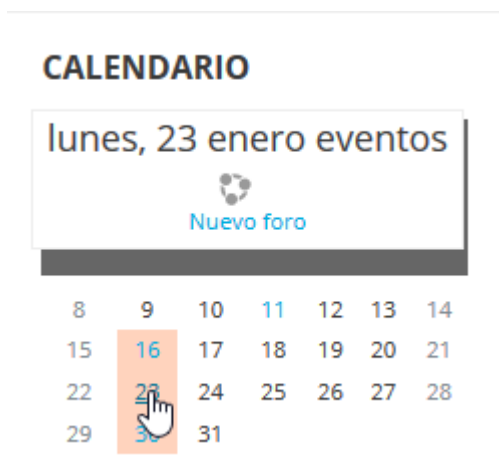 CALENDARIO
lunes, 23 enero eventos
Nuevo foro
8 9 10 11 12 13 14
15 16 17 18 19 20 21
22 23 24 25 26 27 28
29 30 31